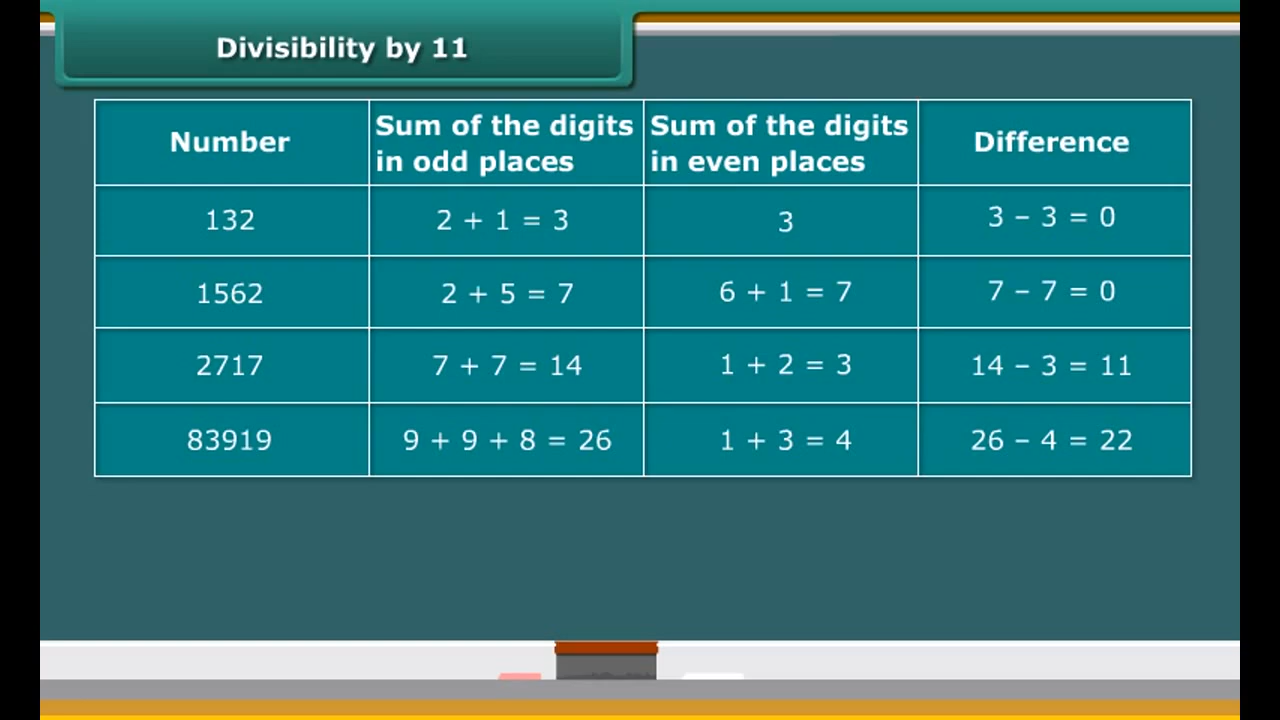 Divisibility by 11
Number
Sum of the digits
in odd places
Sum of the digits
in even places
Difference
132
2 + 1 = 3
3
3 – 3 = 0
1562
2 + 5 = 7
6 + 1 = 7
7 – 7 = 0
2717
7 + 7 = 14
1 + 2 = 3
14 – 3 = 11
83919
9 + 9 + 8 = 26
1 + 3 = 4
26 – 4 = 22